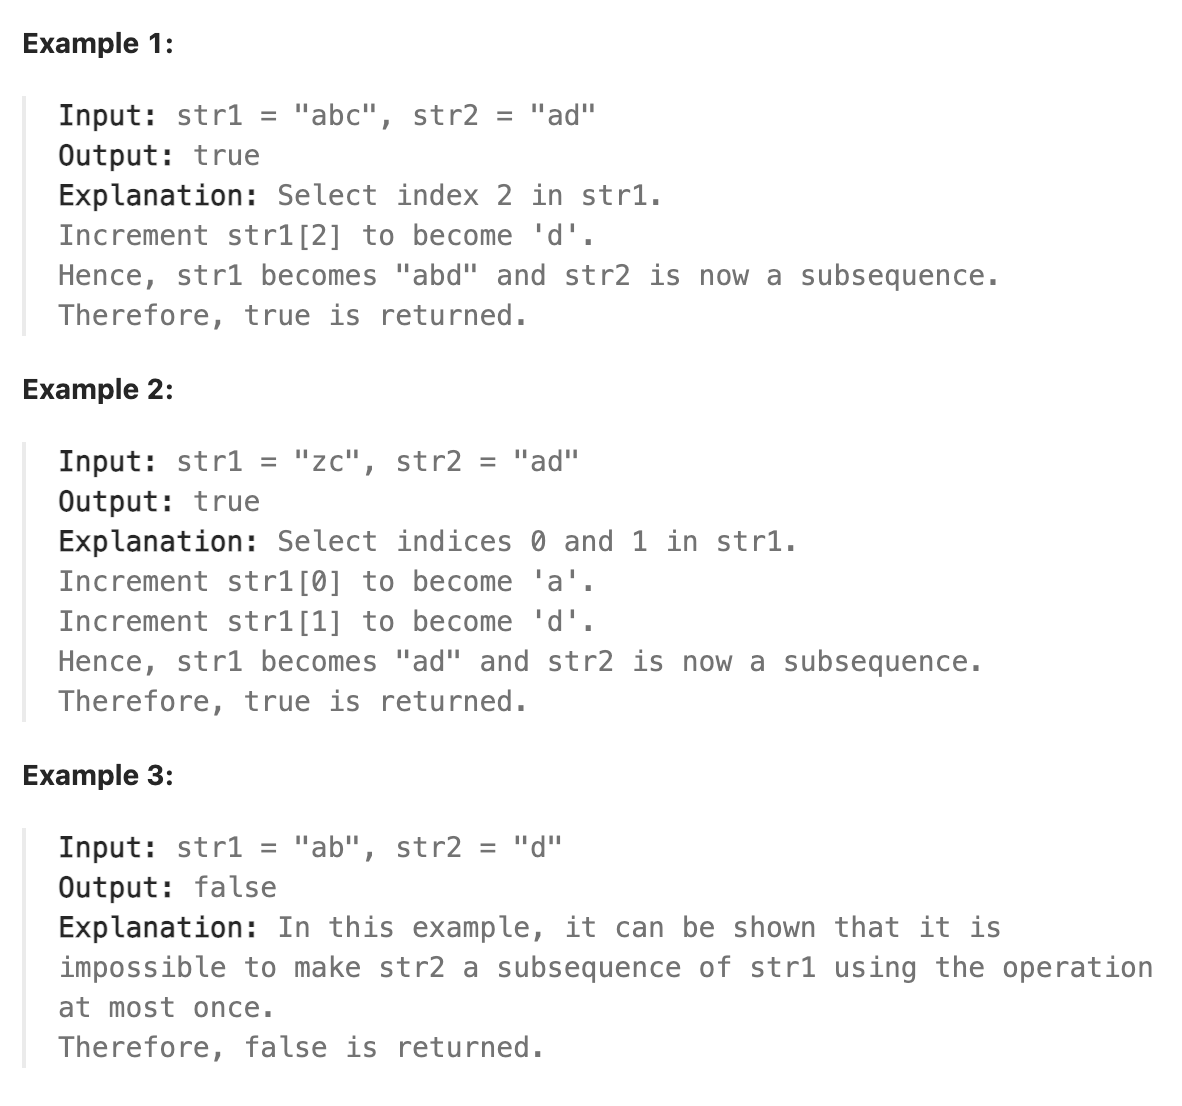 Example 1:
Input: str1 = "abc", str2 = "ad"
Output: true
Explanation: Select index 2 in str1.
Increment str1[2] to become 'd'.
Hence, str1 becomes "abd" and str2 is now a subsequence.
Therefore, true is returned.
Example 2:
Input: str1 = "zc", str2 = "ad"
Output: true
Explanation: Select indices 0 and 1 in str1.
Increment str1[0] to become 'a'.
Increment str1[1] to become 'd'.
Hence, str1 becomes "ad" and str2 is now a subsequence.
Therefore, true is returned.
Example 3:
Input: str1 = "ab", str2 = "d"
Output: false
Explanation: In this example, it can be shown that it is
impossible to make str2 a subsequence of str1 using the operation
at most once.
Therefore, false is returned.